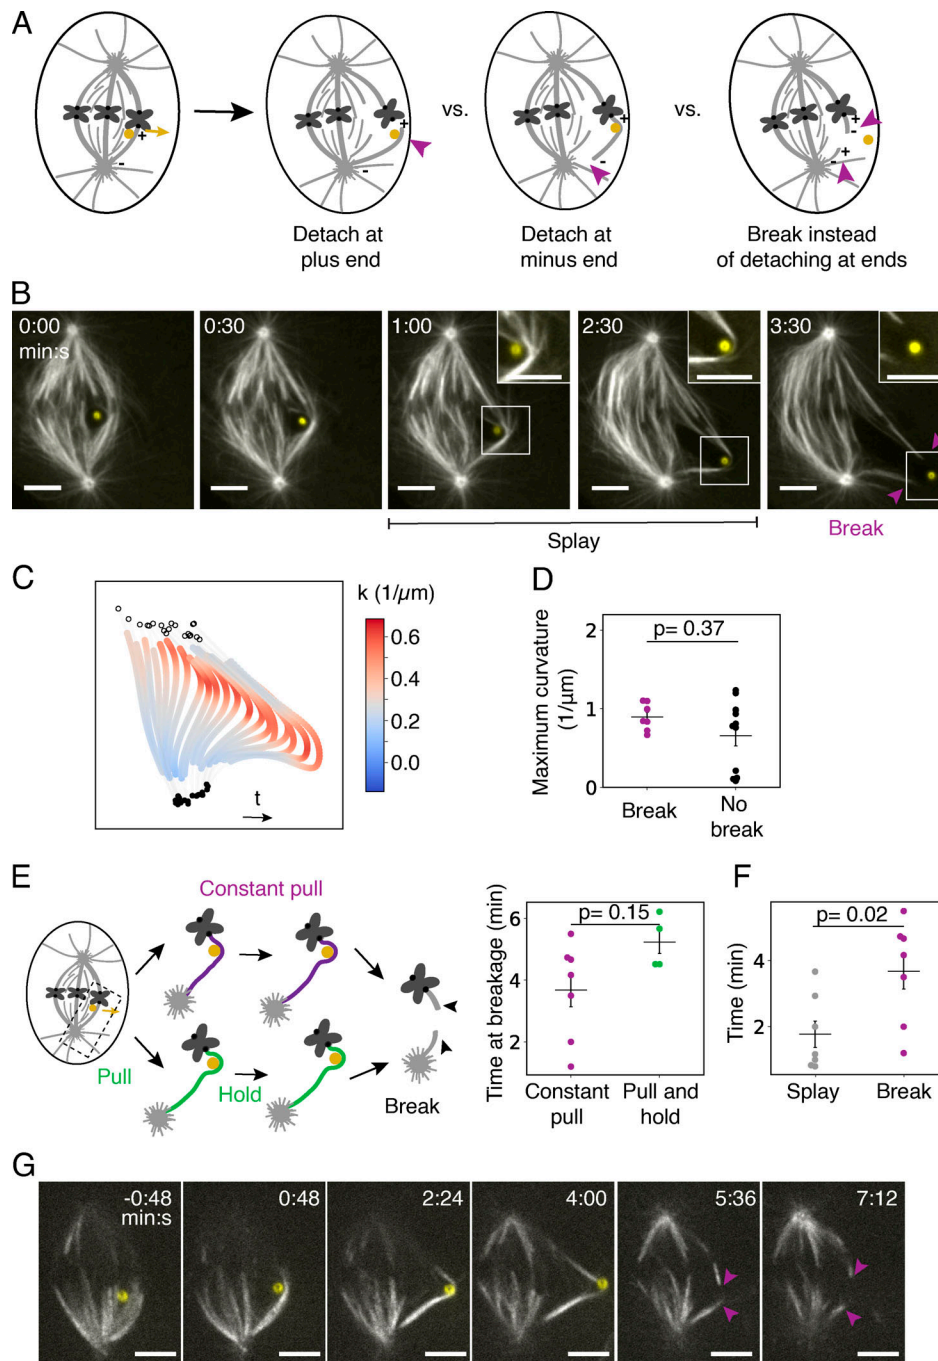 A
+
-
vs.
+
-
vs.
+
-
+
-
+
-
Detach at
plus end
Detach at
minus end
Break instead
of detaching at ends
B
0:00
min:s
0:30
1:00
2:30
3:30
Splay
Break
C
k (1/µm)
0.6
0.4
0.2
0.0
t
D
Maximum curvature
(1/µm)
2
1
0
p= 0.37
Break
No
break
E
Constant pull
Pull
Hold
Break
Time at breakage (min)
6
4
2
p= 0.15
Constant
pull
Pull and
hold
F
Time (min)
4
2
p= 0.02
Splay
Break
G
-0:48
min:s
0:48
2:24
4:00
5:36
7:12